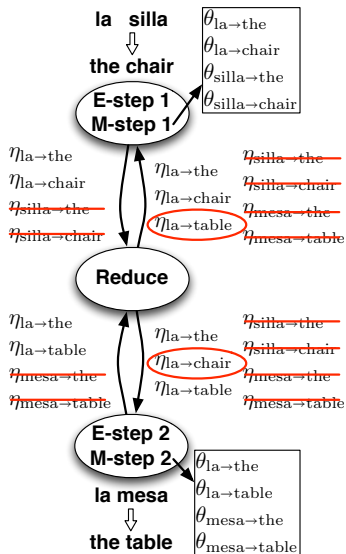 la silla
the chair
E-step 1
M-step 1
θla→the
θla→chair
θsilla→the
θsilla→chair
ηla→the
ηla→chair
ηsilla→the
ηsilla→chair
ηla→the
ηla→chair
ηla→table
ηsilla→the
ηsilla→chair
ηmesa→the
ηmesa→table
Reduce
ηla→the
ηla→table
ηmesa→the
ηmesa→table
ηla→the
ηla→chair
ηla→table
ηsilla→the
ηsilla→chair
ηmesa→the
ηmesa→table
E-step 2
M-step 2
la mesa
the table
θla→the
θla→table
θmesa→the
θmesa→table